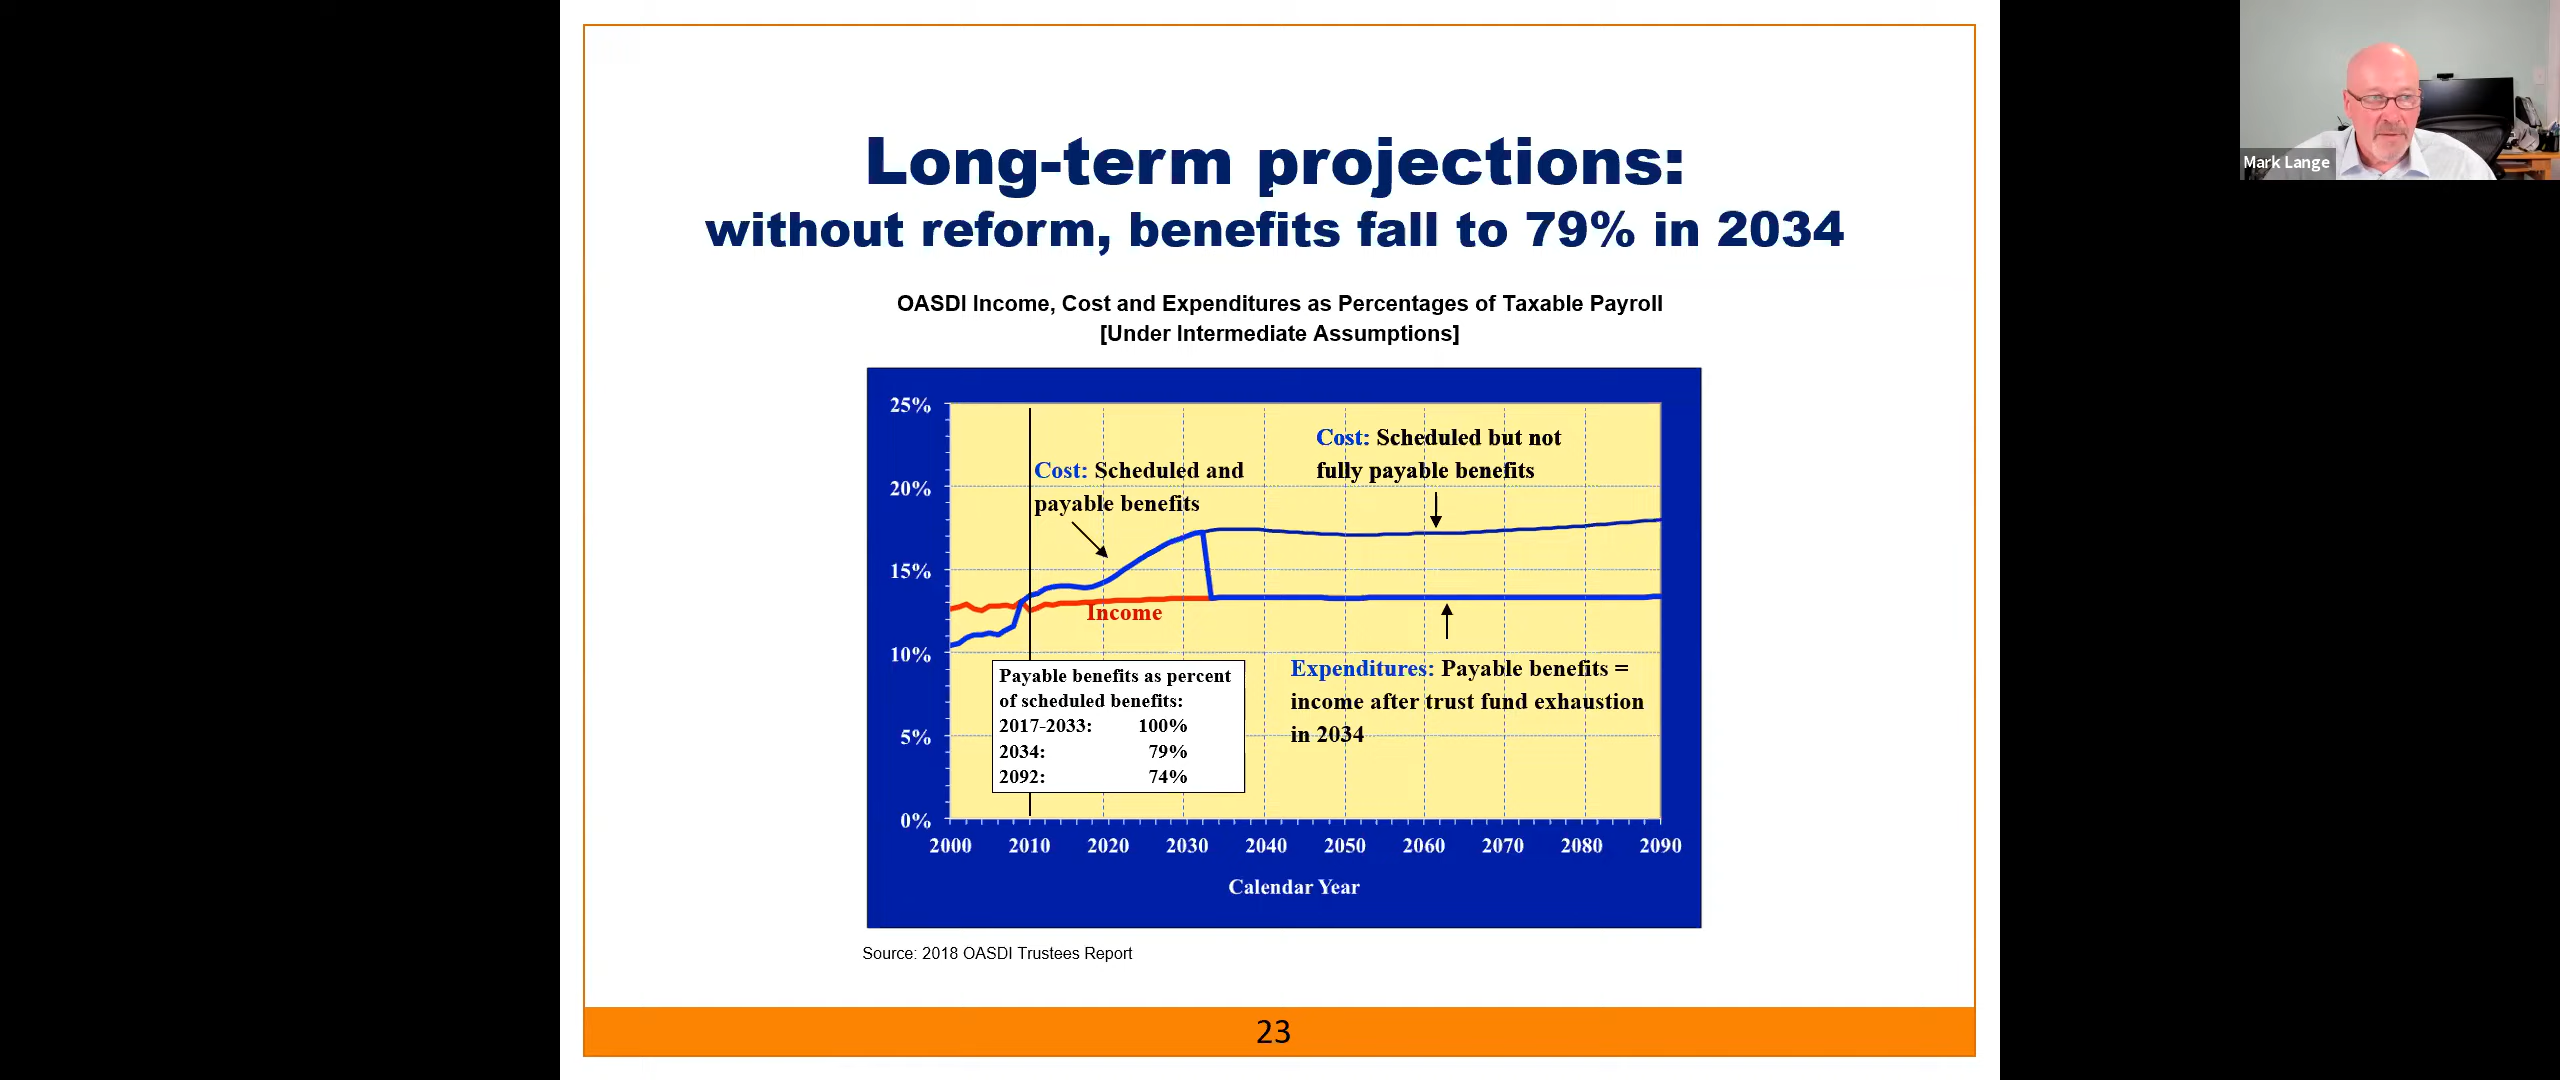 Long-term projections:
without reform, benefits fall to 79% in 2034
OASDI Income, Cost and Expenditures as Percentages of Taxable Payroll
[Under Intermediate Assumptions]
25%
20%
15%
10%
5%
0%
Cost: Scheduled and
payable benefits
Cost: Scheduled but not
fully payable benefits
Income
Payable benefits as percent
of scheduled benefits:
2017-2033: 100%
2034: 79%
2092: 74%
Expenditures: Payable benefits =
income after trust fund exhaustion
in 2034
2000 2010 2020 2030 2040 2050 2060 2070 2080 2090
Calendar Year
Source: 2018 OASDI Trustees Report
23
Mark Lange